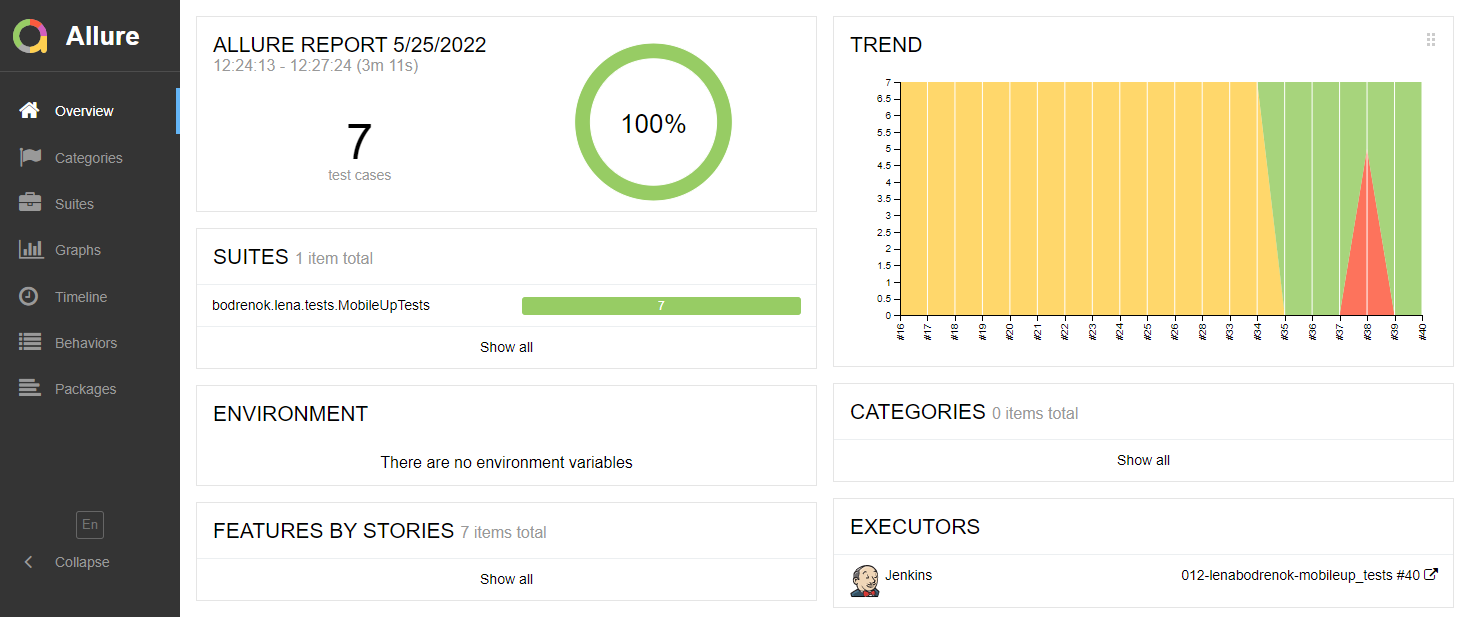 Allure
Overview
Categories
Suites
Graphs
Timeline
Behaviors
Packages
En
Collapse
ALLURE REPORT 5/25/2022
12:24:13 - 12:27:24 (3m 11s)
7
test cases
100%
SUITES 1 item total
bodrenok.lena.tests.MobileUpTests 7
Show all
ENVIRONMENT
There are no environment variables
FEATURES BY STORIES 7 items total
Show all
TREND
7
6.5
6
5.5
5
4.5
4
3.5
3
2.5
2
1.5
1
0.5
0
#16 #17 #18 #19 #20 #21 #22 #23 #24 #25 #26 #28 #33 #34 #35 #36 #37 #38 #39 #40
CATEGORIES 0 items total
Show all
EXECUTORS
Jenkins 012-lenabodrenok-mobileup_tests #40